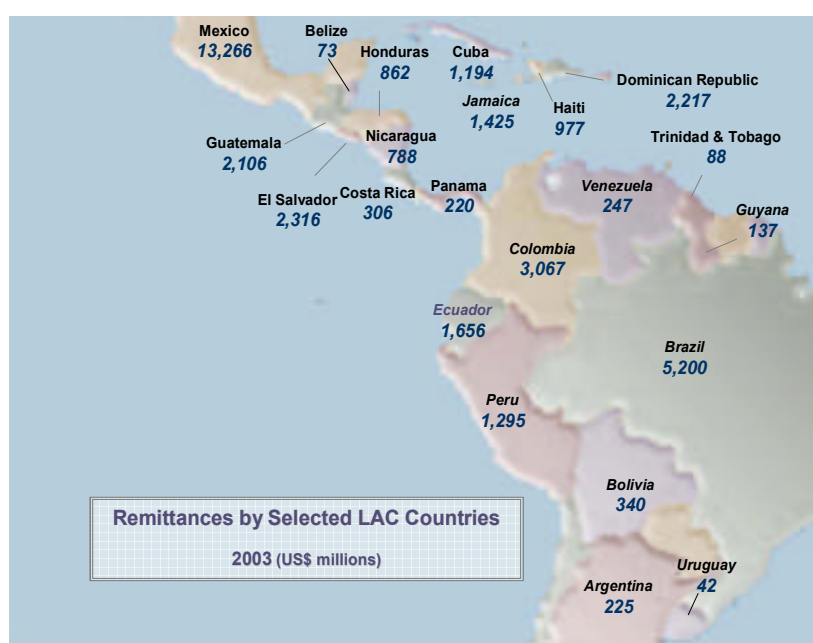 Mexico
13,266
Belize
73
Honduras
862
Cuba
1,194
Dominican Republic
2,217
Jamaica
1,425
Haiti
977
Guatemala
2,106
Nicaragua
788
Trinidad & Tobago
88
El Salvador
2,316
Costa Rica
306
Panama
220
Venezuela
247
Guyana
137
Colombia
3,067
Ecuador
1,656
Brazil
5,200
Peru
1,295
Bolivia
340
Remittances by Selected LAC Countries
2003 (US$ millions)
Uruguay
42
Argentina
225